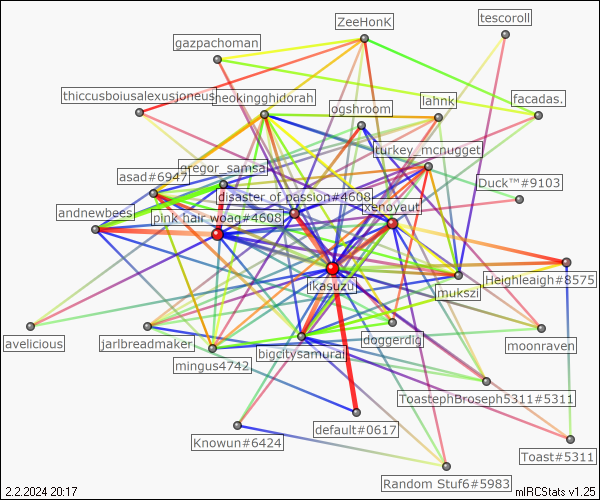 ZeeHonK
tescoroll
gazpachoman
thiccusboiusalexusjoneus
neokingghidorah
ogshroom
lahnk
facadas.
turkey_mcnugget
gregor_samsa
asad#6947
disaster of passion#4608
Duck™#9103
xenoyaut
andnewbees
pink hair woag#4608
Ikasuzu
mukszi
Heighleaigh#8575
avelicious
jarlbreadmaker
mingus4742
bigcitysamurai
doggerdig
moonraven
ToastephBroseph5311#5311
default#0617
Knowun#6424
Toast#5311
Random Stuf6#5983
2.2.2024 20:17
mIRCStats v1.25